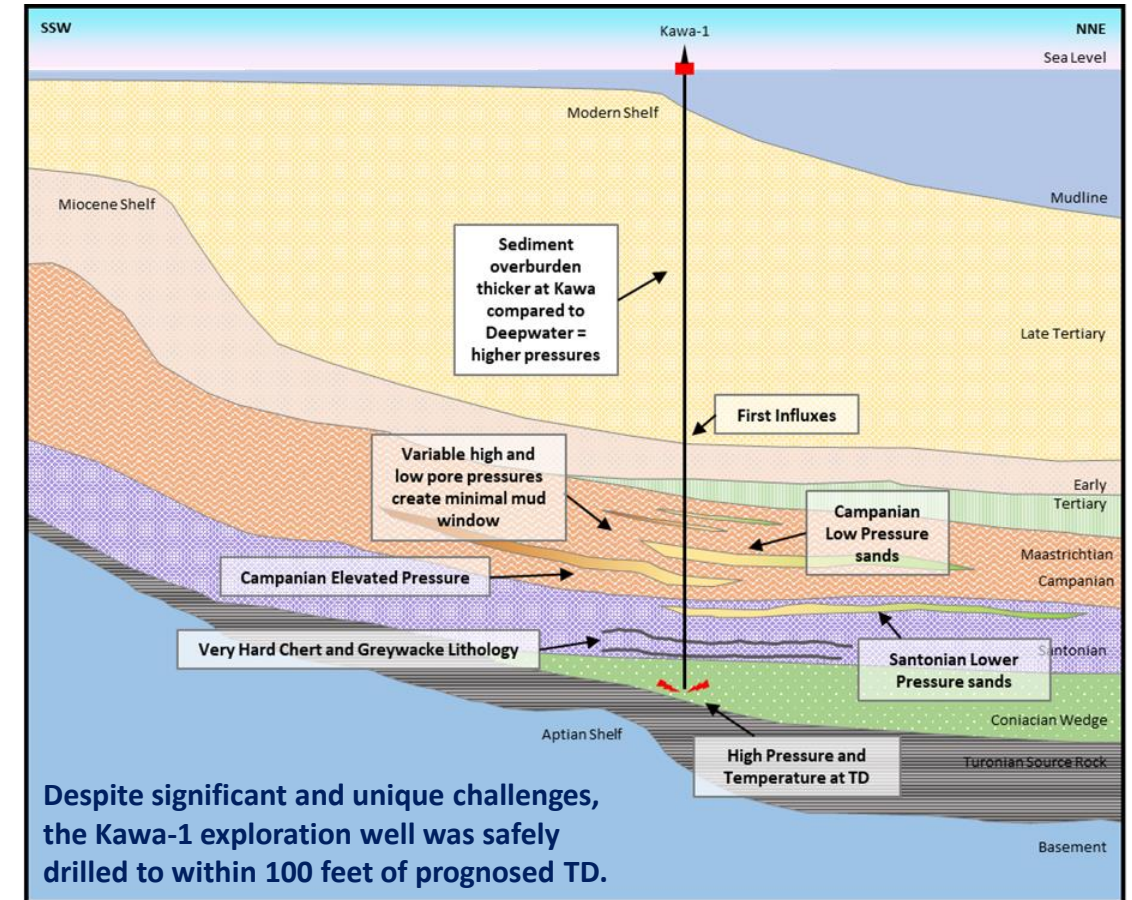 SSW
Kawa-1
NNE
Sea Level
Modern Shelf
Mudline
Miocene Shelf
Sediment
overburden
thicker at Kawa
compared to
Deepwater =
higher pressures
Late Tertiary
First Influxes
Variable high and
low pore pressures
create minimal mud
window
Early
Tertiary
Campanian
Low Pressure
sands
Maastrichtian
Campanian Elevated Pressure
Campanian
Very Hard Chert and Greywacke Lithology
Santonian
Santonian Lower
Pressure sands
Coniacian Wedge
Aptian Shelf
High Pressure and
Temperature at TD
Turonian Source Rock
Despite significant and unique challenges,
the Kawa-1 exploration well was safely
drilled to within 100 feet of prognosed TD.
Basement